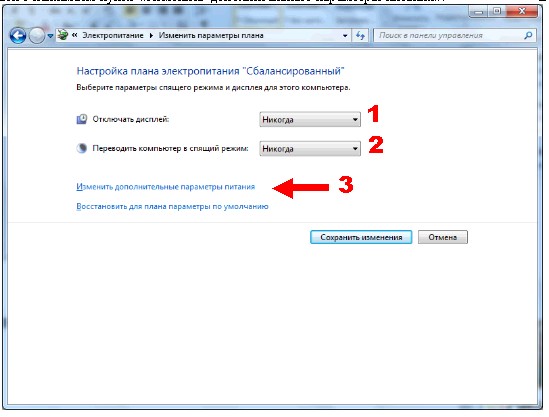 « Электропитание ▸ Изменить параметры плана
Поиск в панели управления
Настройка плана электропитания "Сбалансированный"
Выберите параметры спящего режима и дисплея для этого компьютера.
Отключать дисплей: Никогда 1
Переводить компьютер в спящий режим: Никогда 2
Изменить дополнительные параметры питания 3
Восстановить для плана параметры по умолчанию
Сохранить изменения Отмена